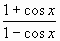 1 + cos x
1 − cos x